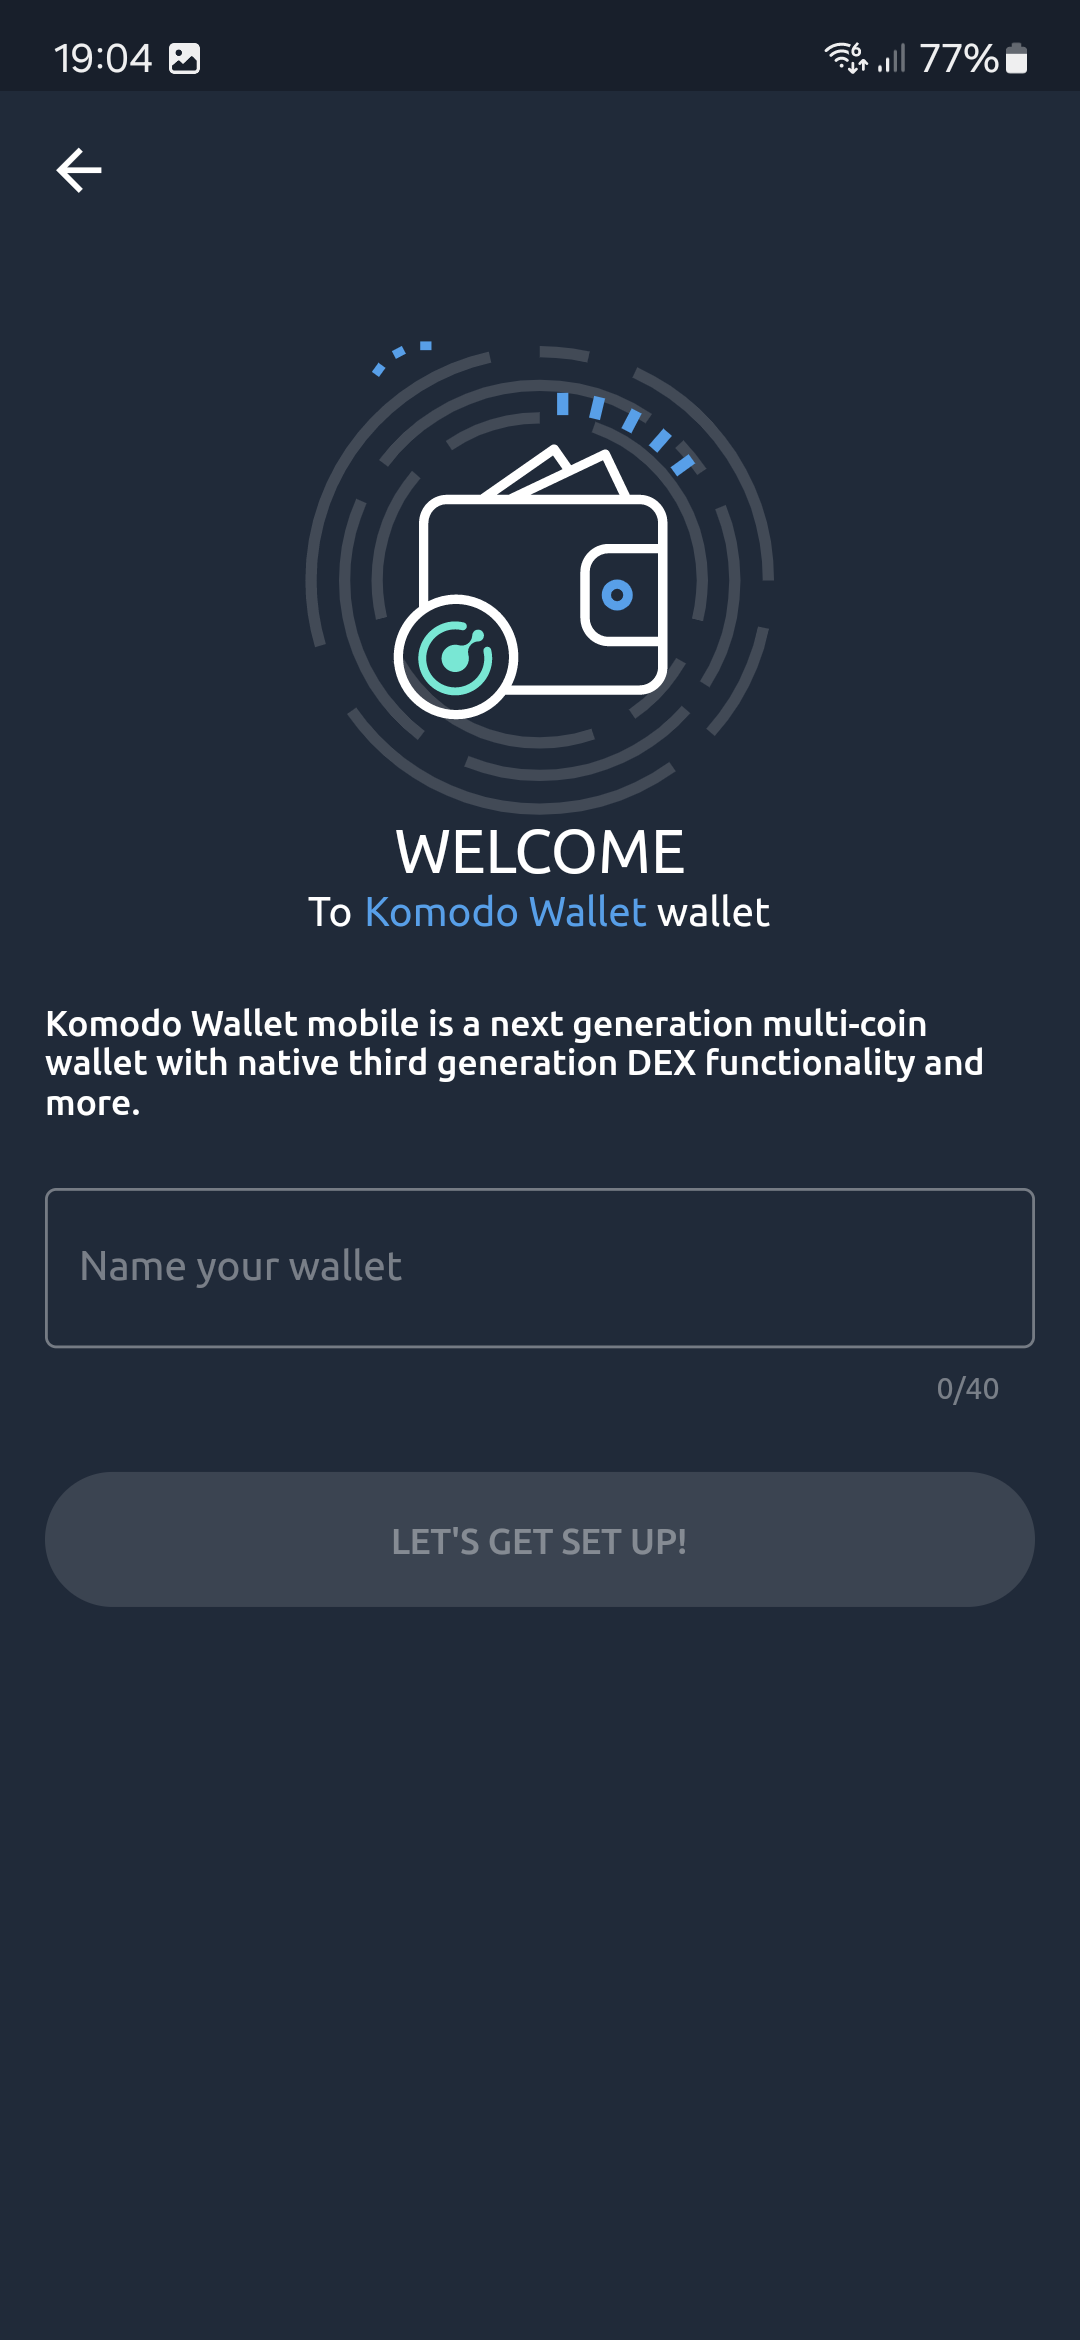 19:04
6
77%
WELCOME
To Komodo Wallet wallet
Komodo Wallet mobile is a next generation multi-coin
wallet with native third generation DEX functionality and
more.
Name your wallet
0/40
LET'S GET SET UP!